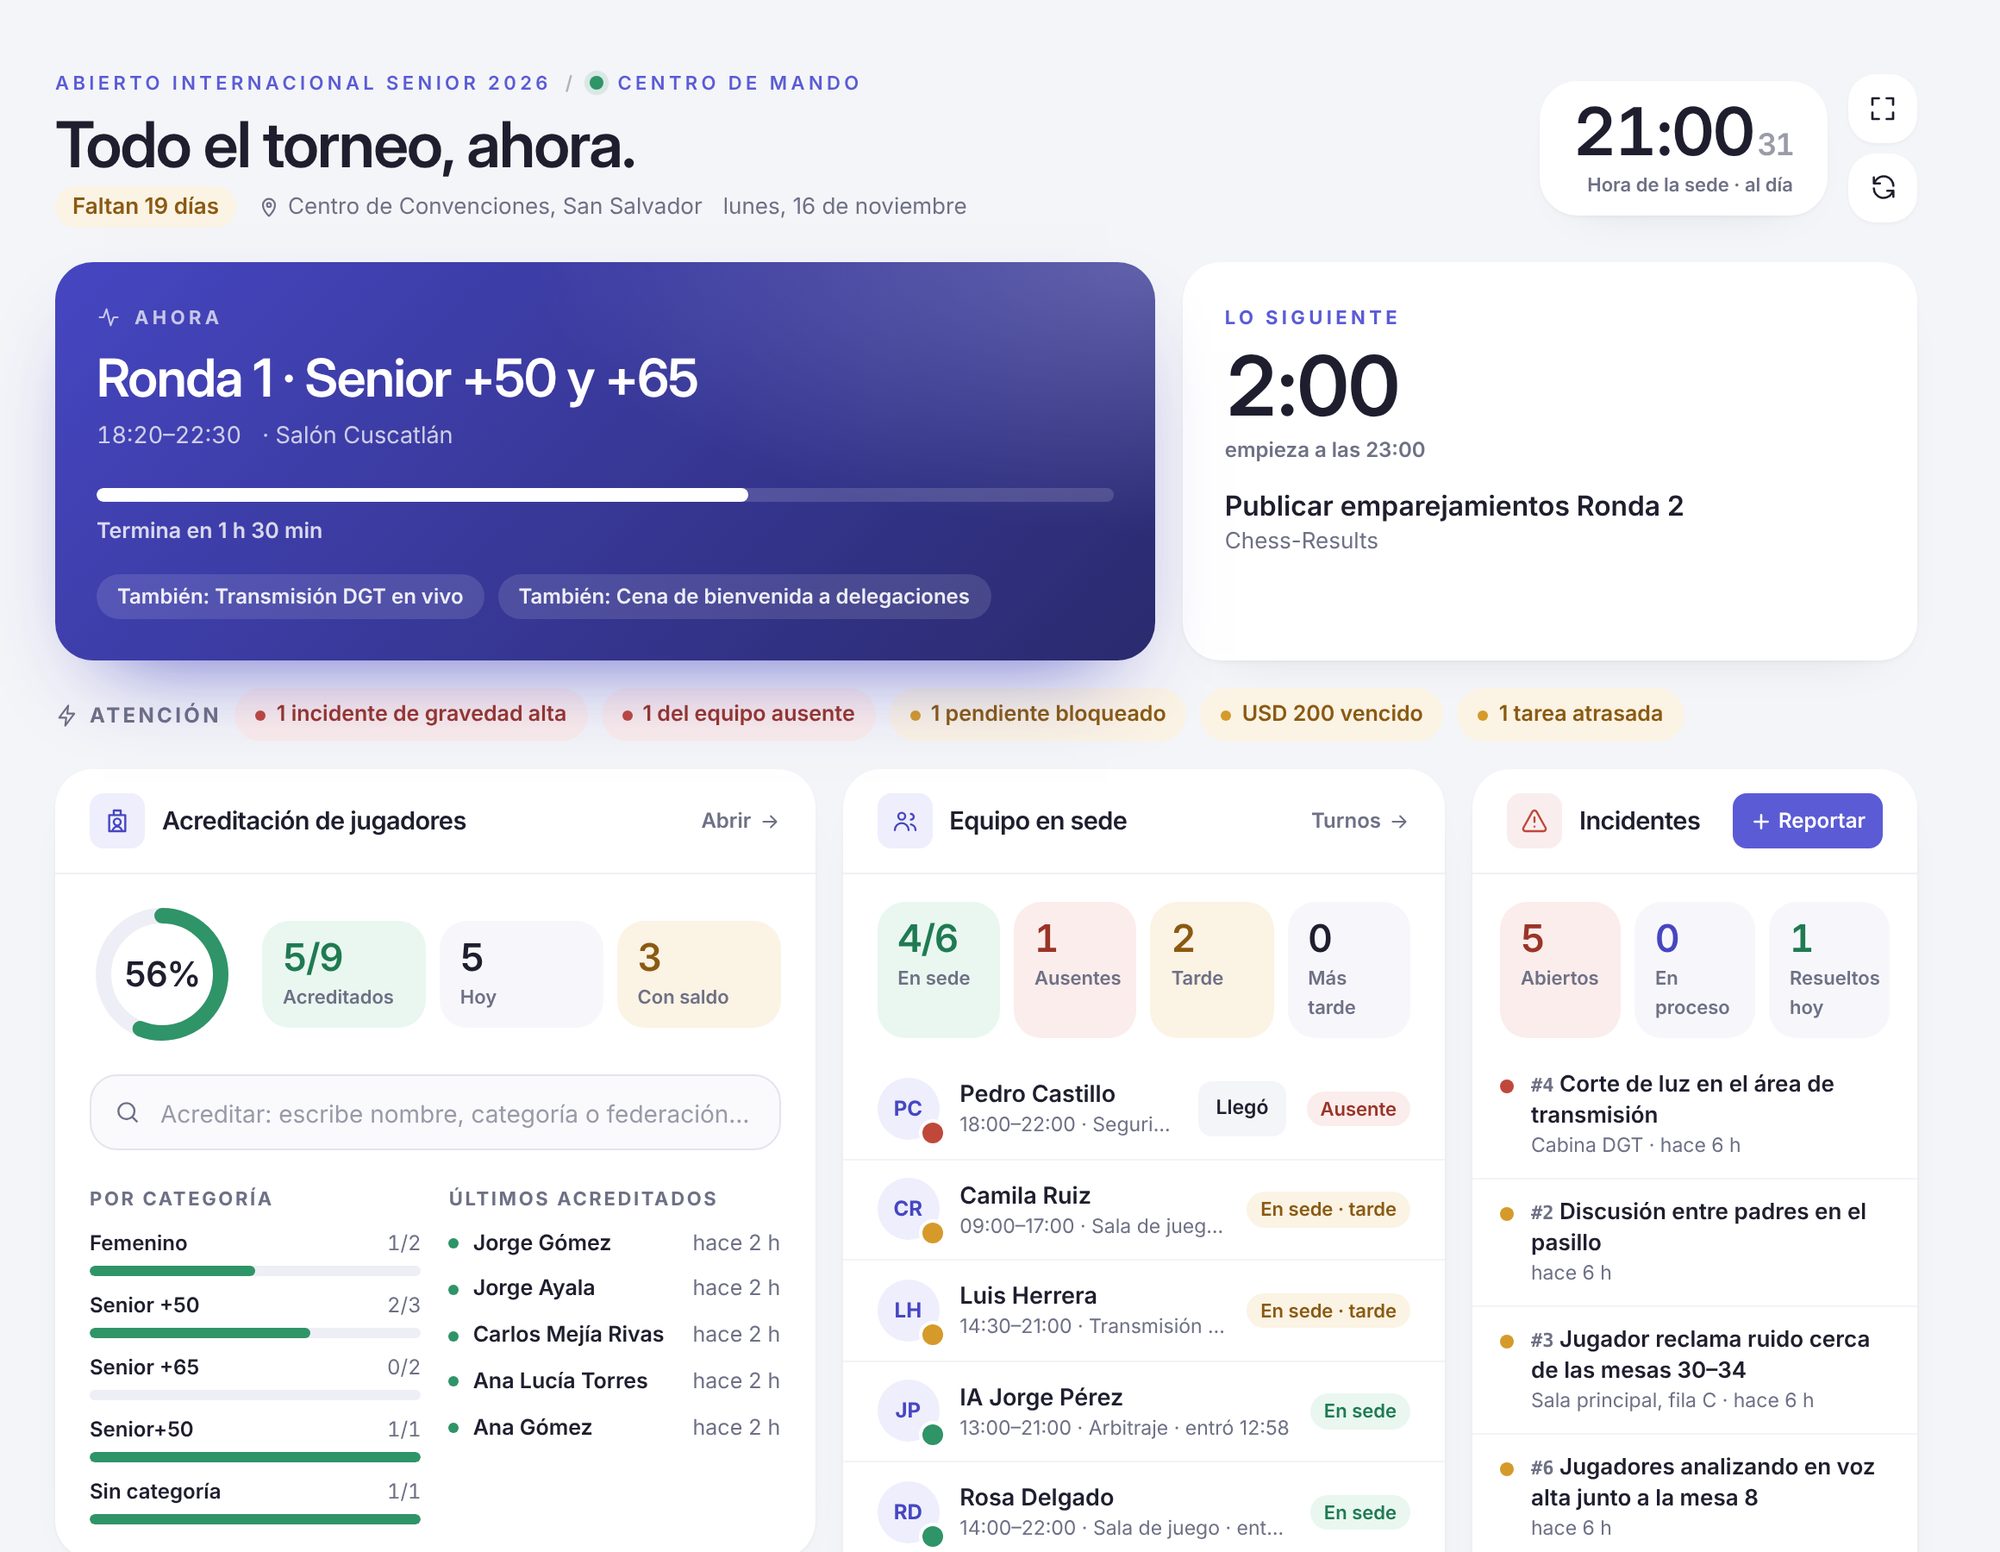 ABIERTO INTERNACIONAL SENIOR 2026 / CENTRO DE MANDO
Todo el torneo, ahora.
Faltan 19 días Centro de Convenciones, San Salvador lunes, 16 de noviembre
21:00 31
Hora de la sede · al día
AHORA
Ronda 1 · Senior +50 y +65
18:20–22:30 · Salón Cuscatlán
Termina en 1 h 30 min
También: Transmisión DGT en vivo También: Cena de bienvenida a delegaciones
LO SIGUIENTE
2:00
empieza a las 23:00
Publicar emparejamientos Ronda 2
Chess-Results
ATENCIÓN 1 incidente de gravedad alta 1 del equipo ausente 1 pendiente bloqueado USD 200 vencido 1 tarea atrasada
Acreditación de jugadores Abrir →
56%
5/9
Acreditados
5
Hoy
3
Con saldo
Acreditar: escribe nombre, categoría o federación...
POR CATEGORÍA
Femenino 1/2
Senior +50 2/3
Senior +65 0/2
Senior+50 1/1
Sin categoría 1/1
ÚLTIMOS ACREDITADOS
Jorge Gómez hace 2 h
Jorge Ayala hace 2 h
Carlos Mejía Rivas hace 2 h
Ana Lucía Torres hace 2 h
Ana Gómez hace 2 h
Equipo en sede Turnos →
4/6
En sede
1
Ausentes
2
Tarde
0
Más
tarde
PC Pedro Castillo Llegó Ausente
18:00–22:00 · Seguri...
CR Camila Ruiz En sede · tarde
09:00–17:00 · Sala de jueg...
LH Luis Herrera En sede · tarde
14:30–21:00 · Transmisión ...
JP IA Jorge Pérez En sede
13:00–21:00 · Arbitraje · entró 12:58
RD Rosa Delgado En sede
14:00–22:00 · Sala de juego · ent...
Incidentes + Reportar
5
Abiertos
0
En
proceso
1
Resueltos
hoy
#4 Corte de luz en el área de
transmisión
Cabina DGT · hace 6 h
#2 Discusión entre padres en el
pasillo
hace 6 h
#3 Jugador reclama ruido cerca
de las mesas 30–34
Sala principal, fila C · hace 6 h
#6 Jugadores analizando en voz
alta junto a la mesa 8
hace 6 h